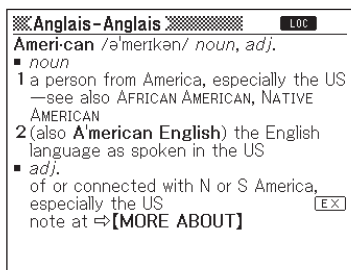 Anglais-Anglais LOC
Ameri·can /əˈmerɪkən/ noun, adj.
▪ noun
1 a person from America, especially the US
—see also AFRICAN AMERICAN, NATIVE
AMERICAN
2 (also Aˈmerican English) the English
language as spoken in the US
▪ adj.
of or connected with N or S America,
especially the US EX
note at ⇨【MORE ABOUT】